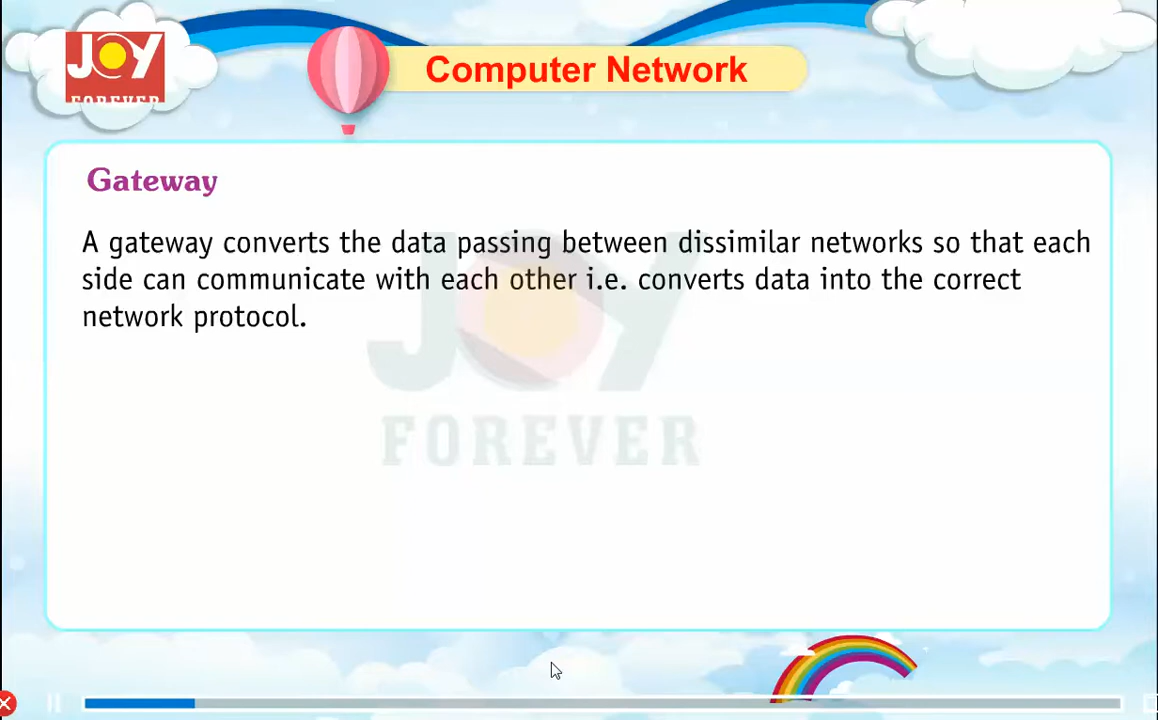 JOY
FOREVER
Computer Network
Gateway
A gateway converts the data passing between dissimilar networks so that each
side can communicate with each other i.e. converts data into the correct
network protocol.
JOY
FOREVER